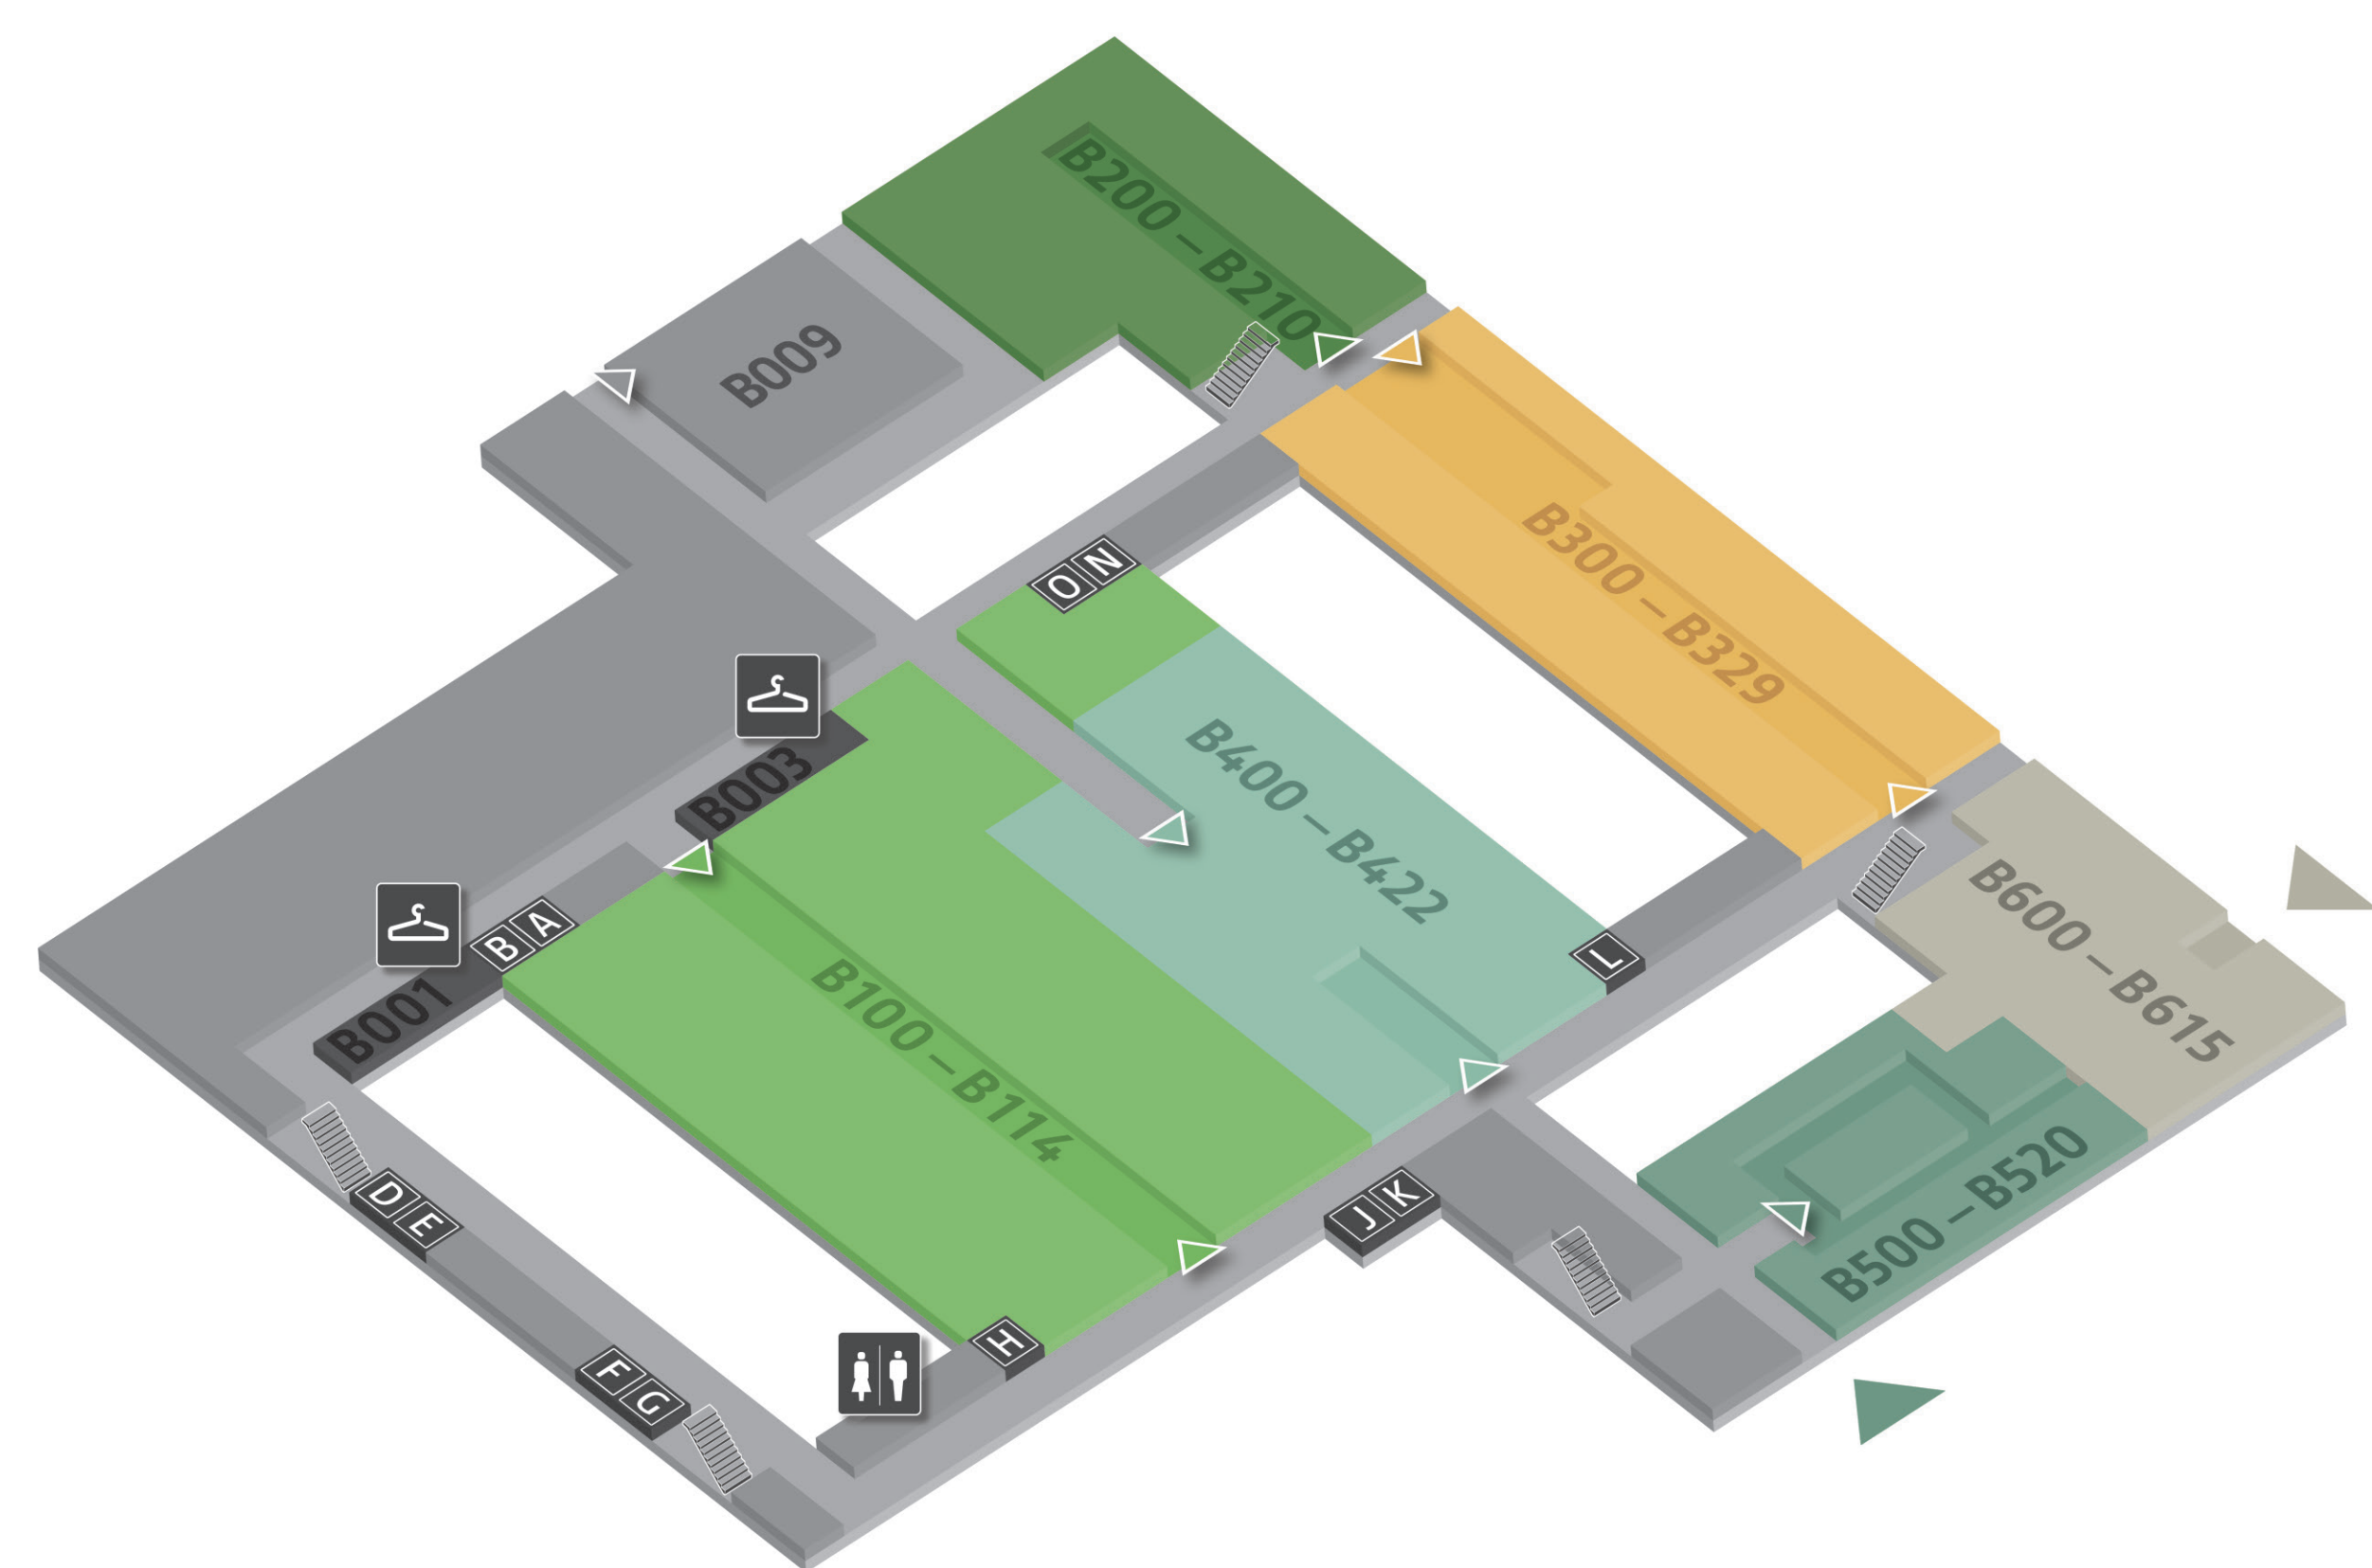 B200 – B210
B009
B300 – B329
O N
B400 – B422
B003
B600 – B615
B A
L
B001
B100 – B114
B500 – B520
D E
J K
H
F G